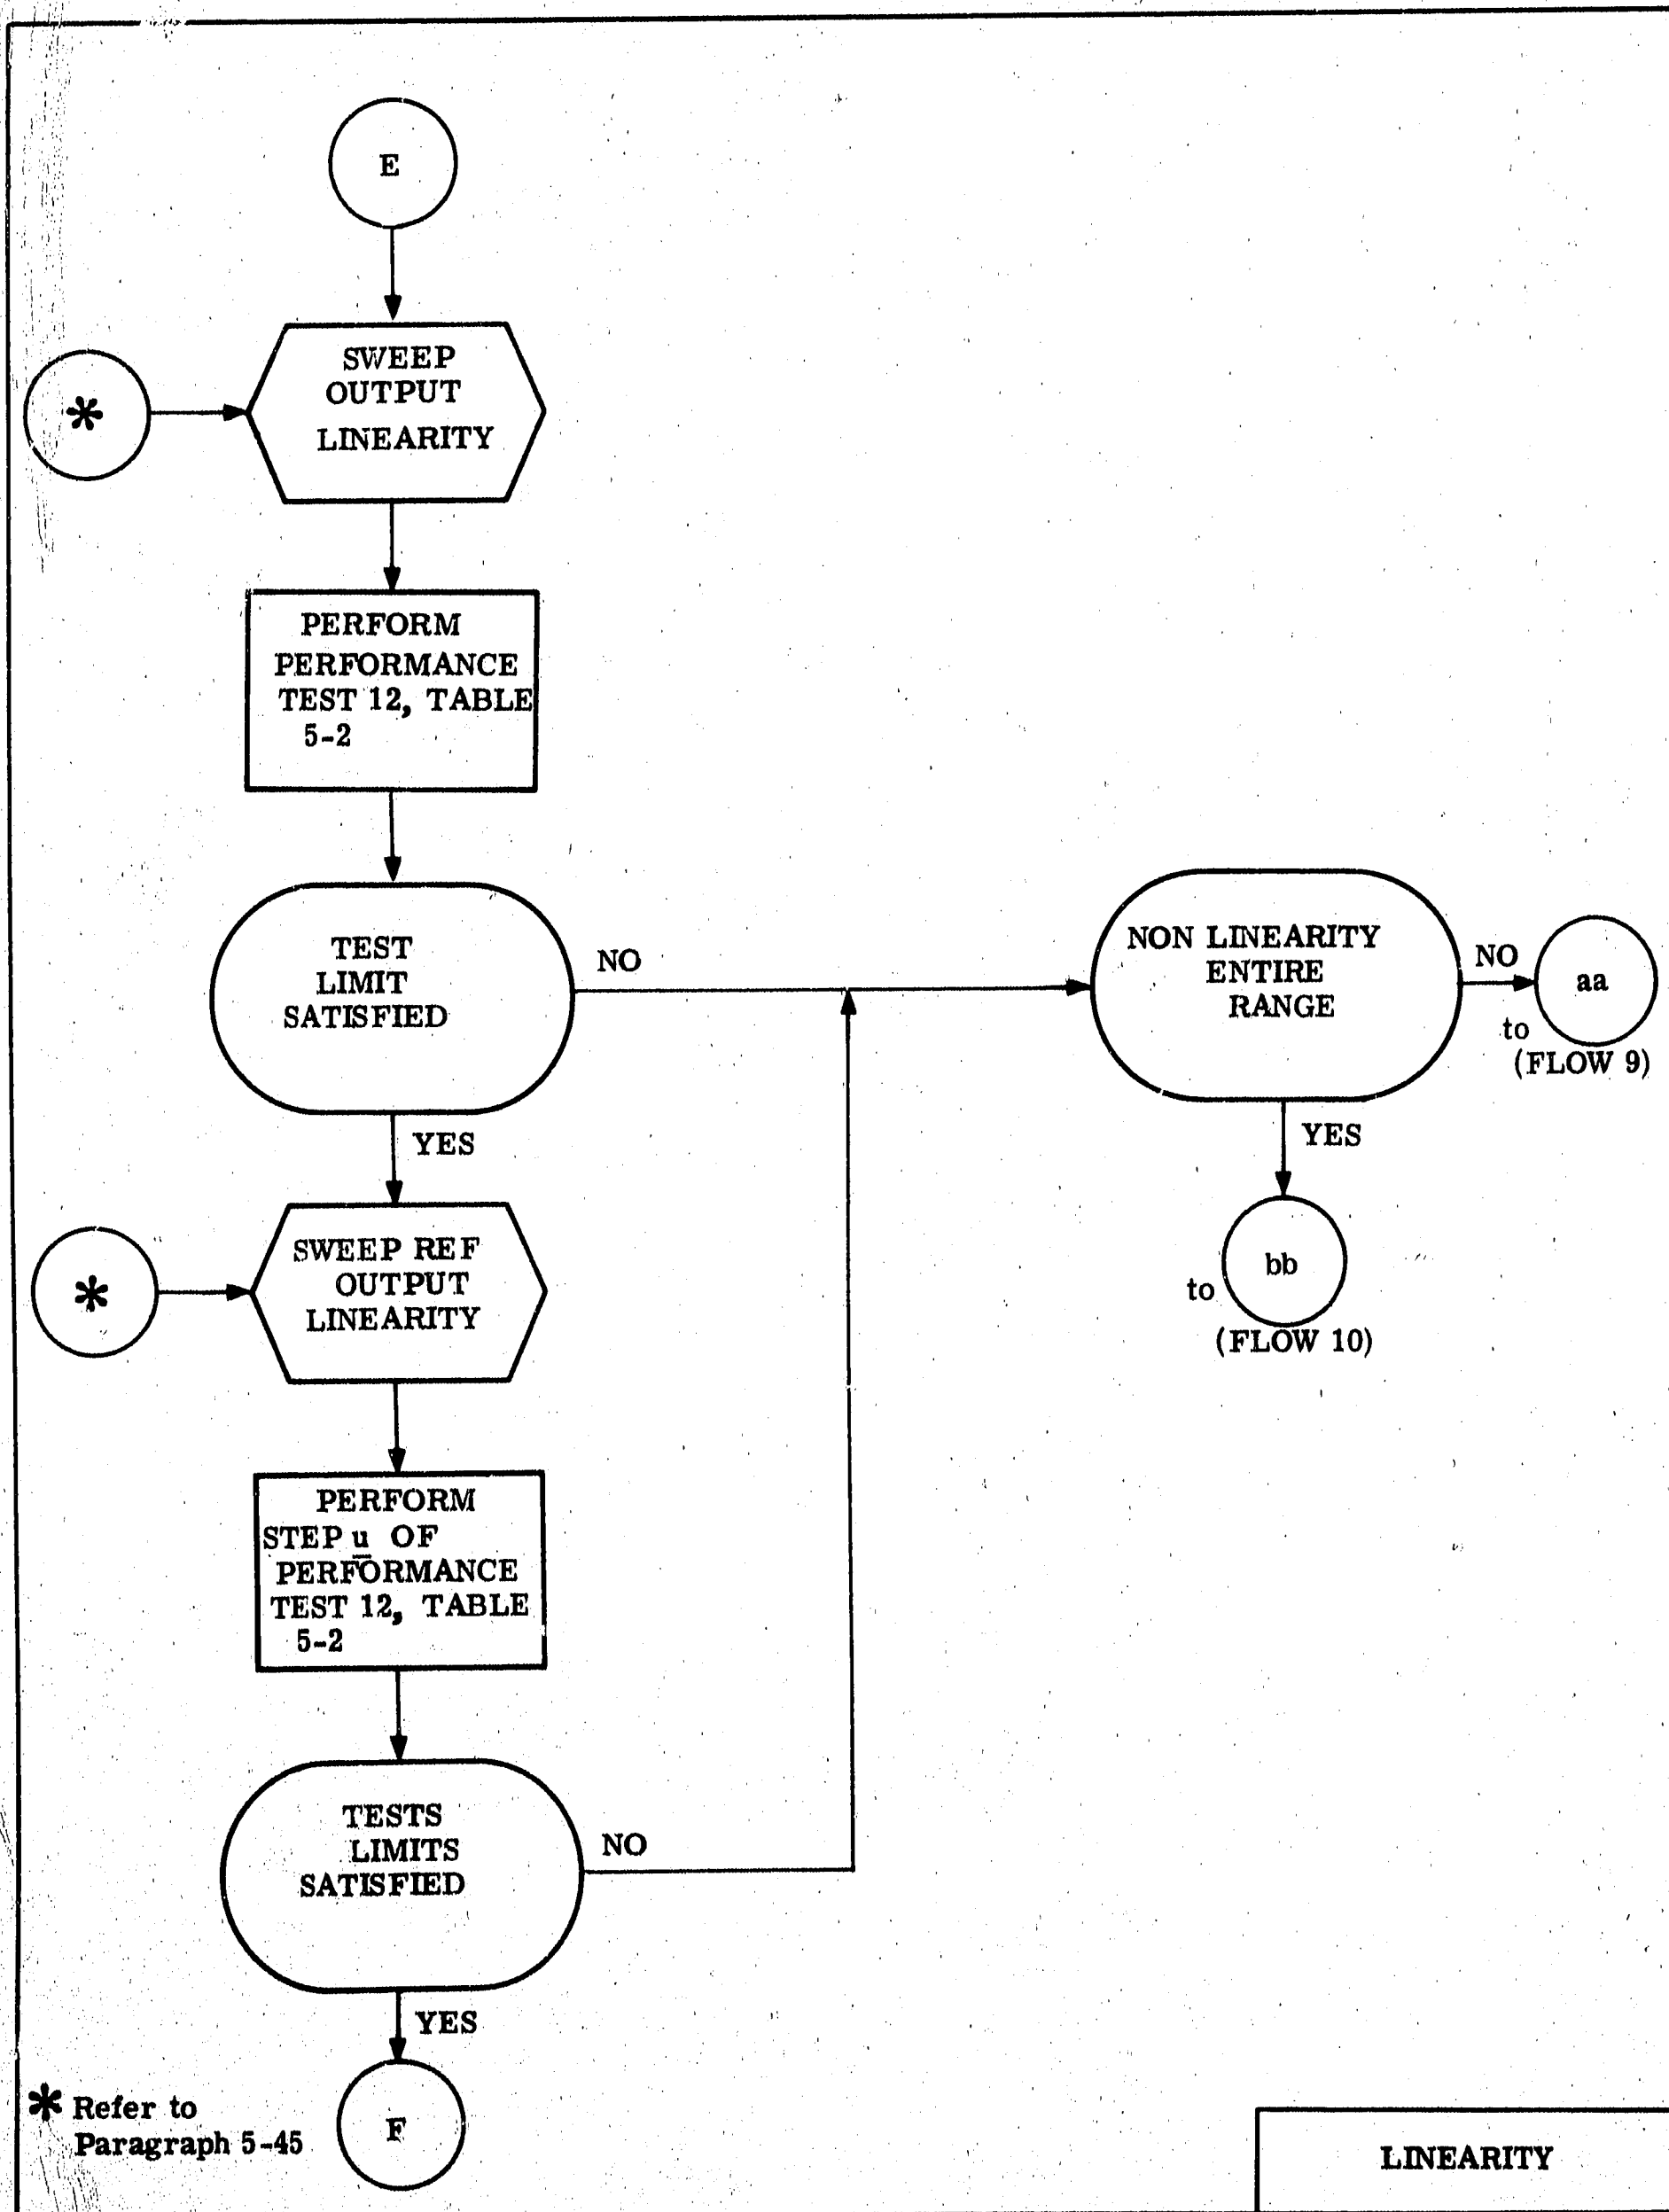 E
SWEEP
OUTPUT
LINEARITY
*
PERFORM
PERFORMANCE
TEST 12, TABLE
5-2
TEST
LIMIT
SATISFIED
NO
NON LINEARITY
ENTIRE
RANGE
NO
aa
to
(FLOW 9)
YES
bb
to
(FLOW 10)
YES
SWEEP REF
OUTPUT
LINEARITY
*
PERFORM
STEP u OF
PERFORMANCE
TEST 12, TABLE
5-2
TESTS
LIMITS
SATISFIED
NO
YES
F
* Refer to
Paragraph 5-45
LINEARITY